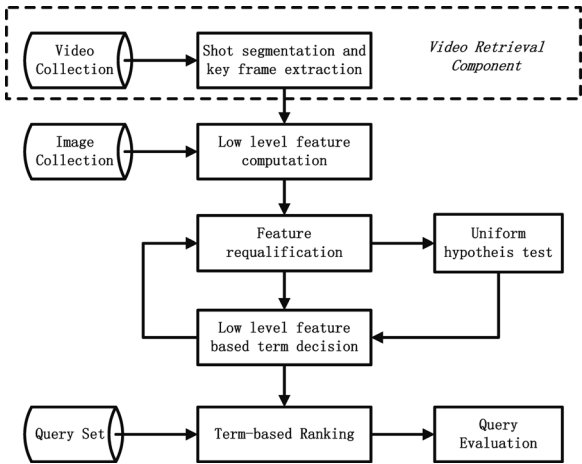 Video
Collection
Shot segmentation and
key frame extraction
Video Retrieval
Component
Image
Collection
Low level feature
computation
Feature
requalification
Uniform
hypotheis test
Low level feature
based term decision
Query Set
Term-based Ranking
Query
Evaluation